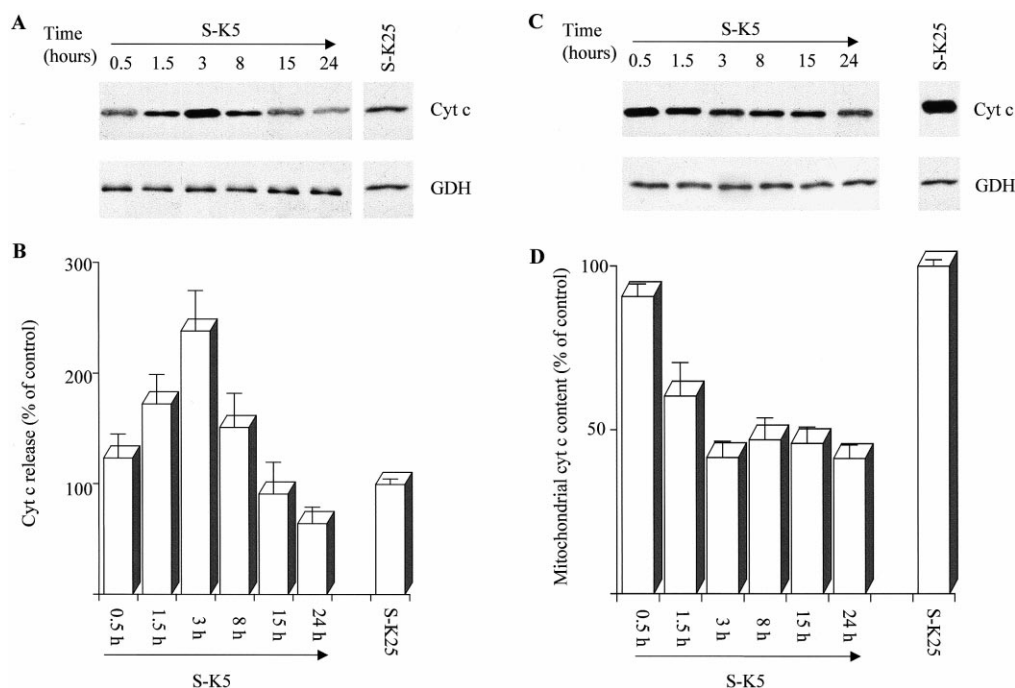 A
Time
(hours)
S-K5
0.5 1.5 3 8 15 24
S-K25
Cyt c
GDH
B
300
200
100
Cyt c release (% of control)
0.5 h
1.5 h
3 h
8 h
15 h
24 h
S-K25
S-K5
C
Time
(hours)
S-K5
0.5 1.5 3 8 15 24
S-K25
Cyt c
GDH
D
100
50
Mitochondrial cyt c content (% of control)
0.5 h
1.5 h
3 h
8 h
15 h
24 h
S-K25
S-K5